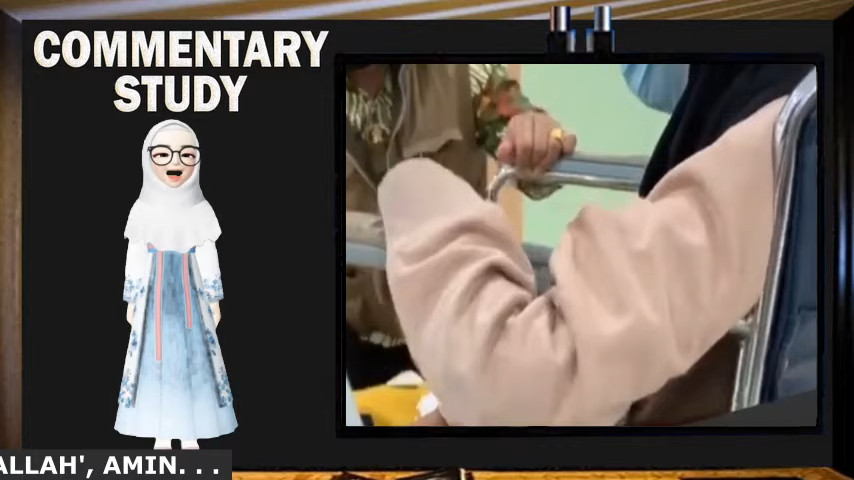 COMMENTARY
STUDY
ALLAH', AMIN. . .